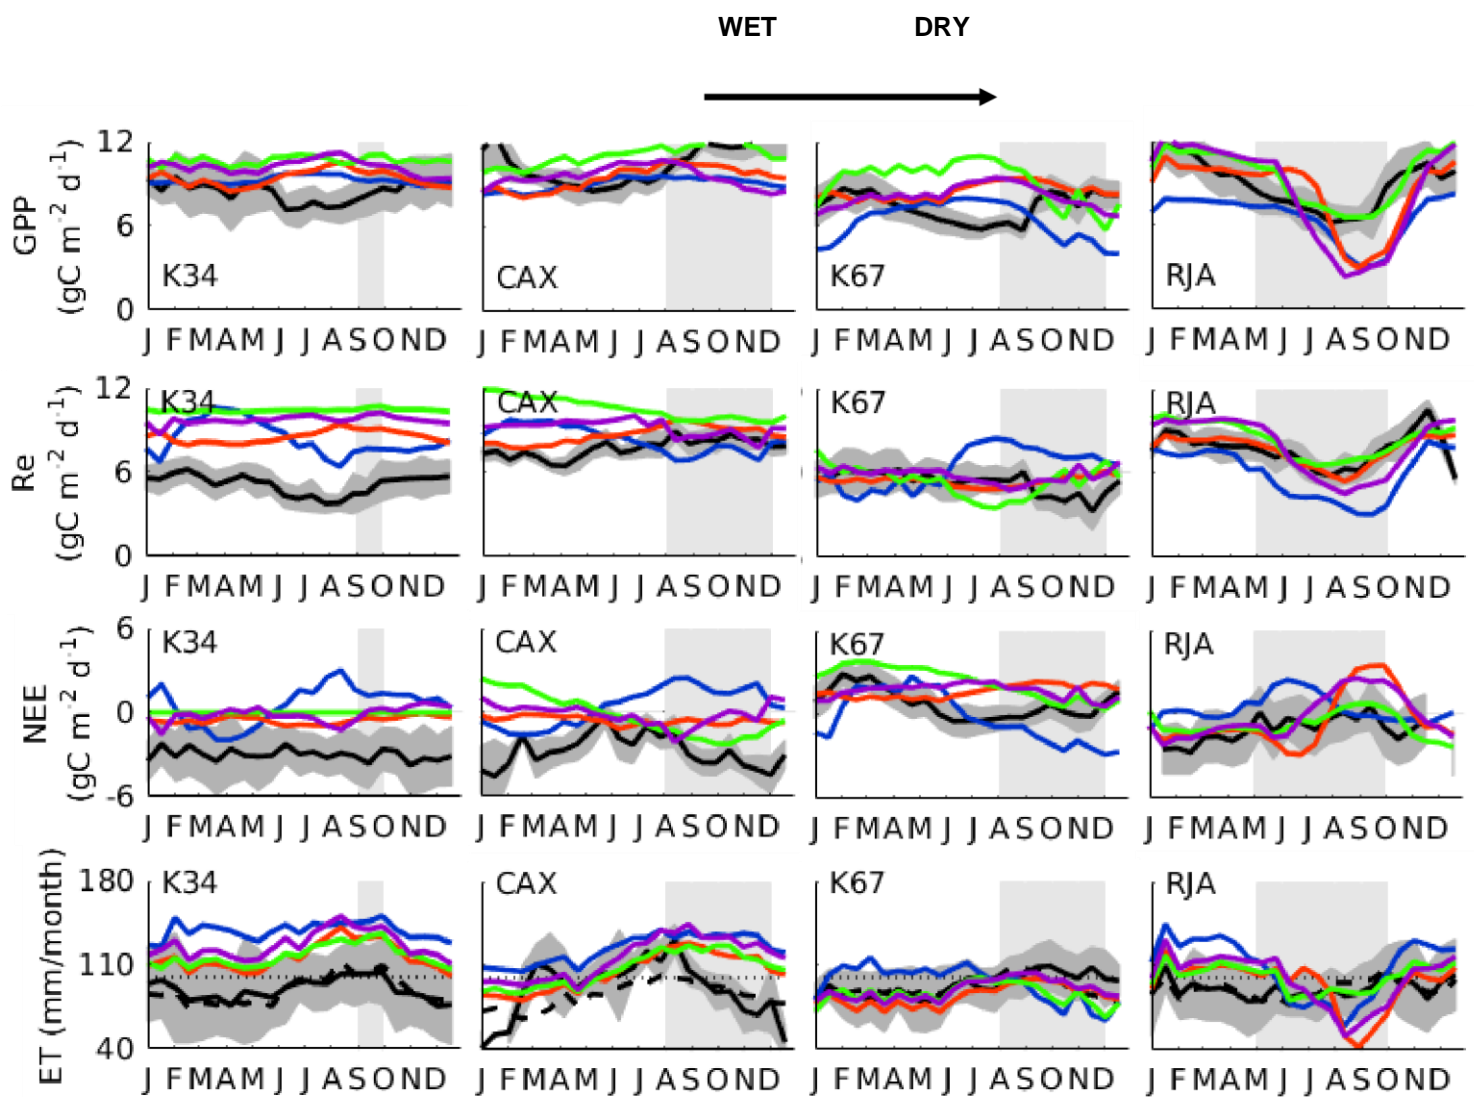 WET DRY
GPP
(gC m⁻² d⁻¹)
12
6
0
K34
CAX
K67
RJA
J F M A M J J A S O N D
J F M A M J J A S O N D
J F M A M J J A S O N D
J F M A M J J A S O N D
Re
(gC m⁻² d⁻¹)
12
6
0
K34
CAX
K67
RJA
J F M A M J J A S O N D
J F M A M J J A S O N D
J F M A M J J A S O N D
J F M A M J J A S O N D
NEE
(gC m⁻² d⁻¹)
6
0
-6
K34
CAX
K67
RJA
J F M A M J J A S O N D
J F M A M J J A S O N D
J F M A M J J A S O N D
J F M A M J J A S O N D
ET (mm/month)
180
110
40
K34
CAX
K67
RJA
J F M A M J J A S O N D
J F M A M J J A S O N D
J F M A M J J A S O N D
J F M A M J J A S O N D